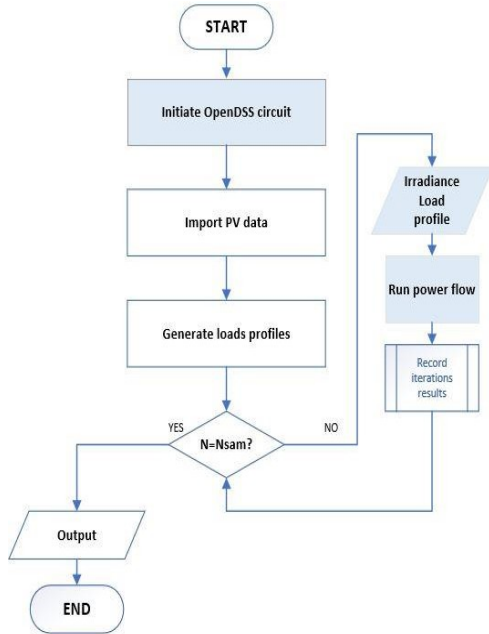 START
Initiate OpenDSS circuit
Import PV data
Generate loads profiles
YES
N=Nsam?
NO
Irradiance
Load
profile
Run power flow
Record
iterations
results
Output
END